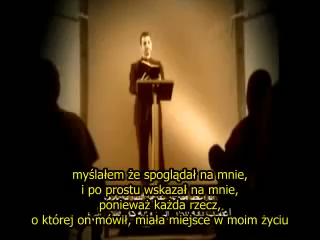 myślałem że spoglądał na mnie,
i po prostu wskazał na mnie,
ponieważ każda rzecz,
o której on mówił, miała miejsce w moim życiu